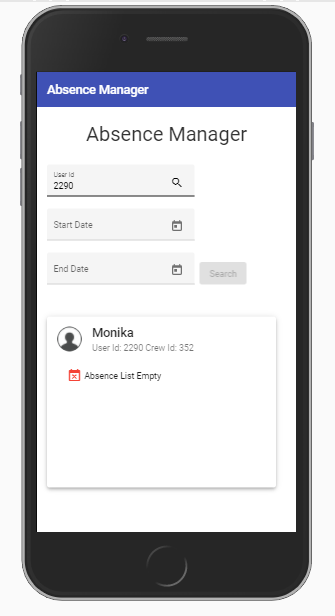 Absence Manager
Absence Manager
User Id
2290
Start Date
End Date
Search
Monika
User Id: 2290 Crew Id: 352
Absence List Empty